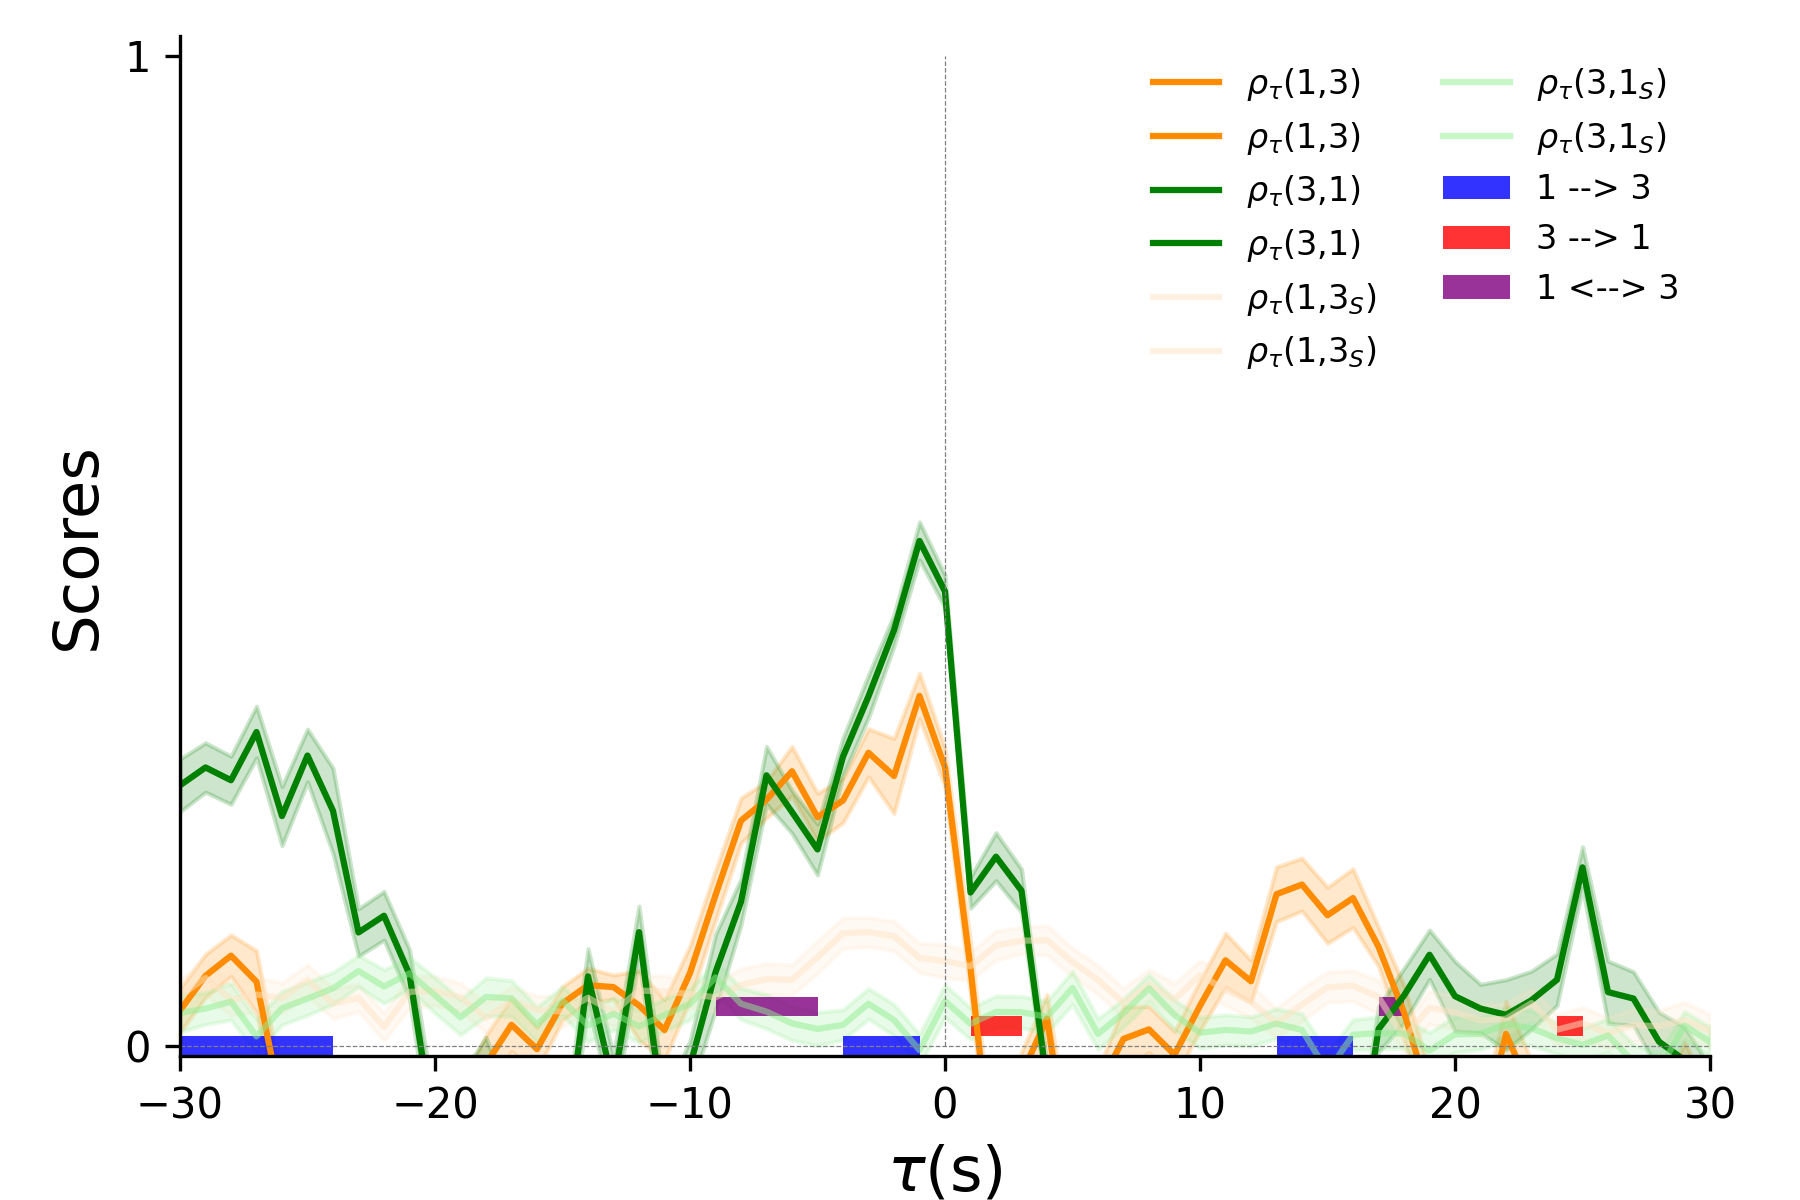 1
ρτ(1,3)
ρτ(1,3)
ρτ(3,1)
ρτ(3,1)
ρτ(1,3S)
ρτ(1,3S)
ρτ(3,1S)
ρτ(3,1S)
1 --> 3
3 --> 1
1 <--> 3
Scores
0
−30 −20 −10 0 10 20 30
τ(s)